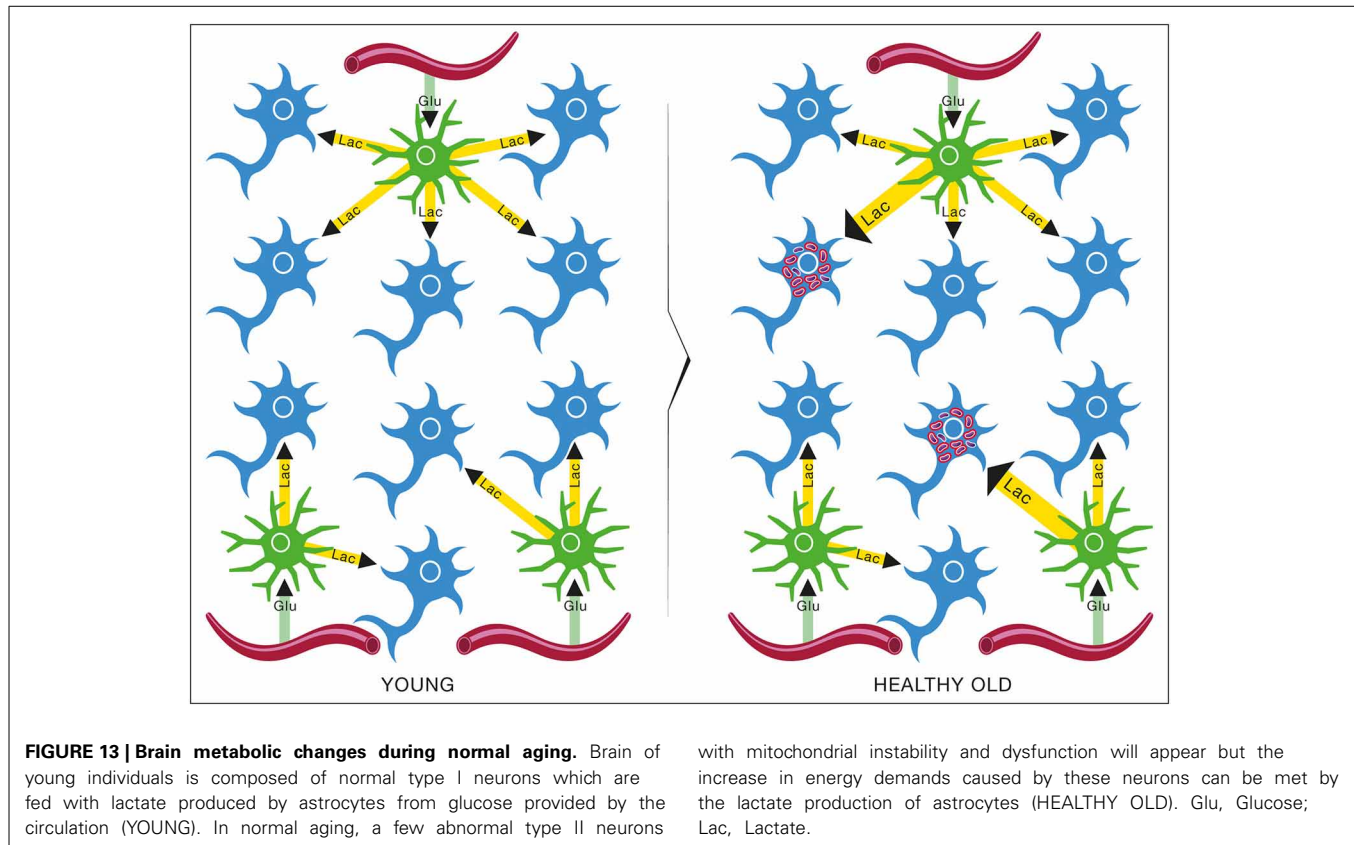 Glu
Lac
Lac
Lac
Lac
Lac
Lac
Lac
Lac
Lac
Glu
Glu
YOUNG
Glu
Lac
Lac
Lac
Lac
Lac
Lac
Lac
Lac
Lac
Glu
Glu
HEALTHY OLD
FIGURE 13 | Brain metabolic changes during normal aging. Brain of
young individuals is composed of normal type I neurons which are
fed with lactate produced by astrocytes from glucose provided by the
circulation (YOUNG). In normal aging, a few abnormal type II neurons
with mitochondrial instability and dysfunction will appear but the
increase in energy demands caused by these neurons can be met by
the lactate production of astrocytes (HEALTHY OLD). Glu, Glucose;
Lac, Lactate.